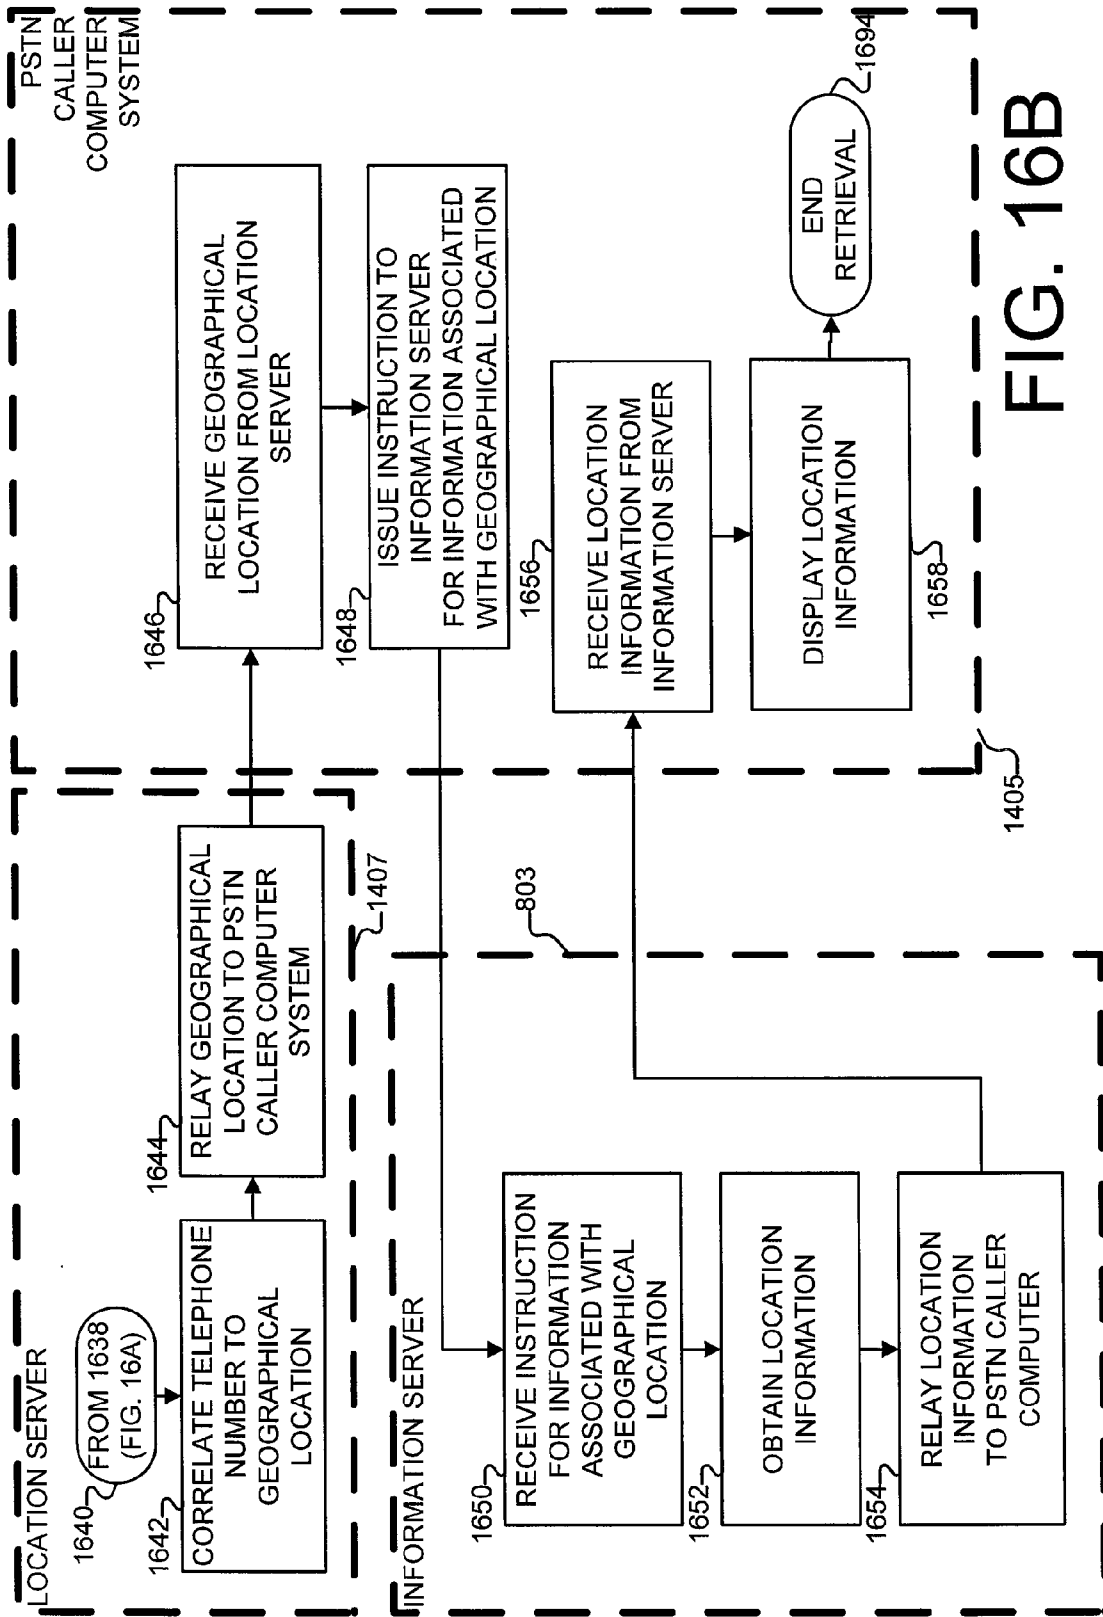 LOCATION SERVER
1640
FROM 1638
(FIG. 16A)
1642
CORRELATE TELEPHONE
NUMBER TO
GEOGRAPHICAL
LOCATION
1644
RELAY GEOGRAPHICAL
LOCATION TO PSTN
CALLER COMPUTER
SYSTEM
1407
PSTN
CALLER
COMPUTER
SYSTEM
1646
RECEIVE GEOGRAPHICAL
LOCATION FROM LOCATION
SERVER
1648
ISSUE INSTRUCTION TO
INFORMATION SERVER
FOR INFORMATION ASSOCIATED
WITH GEOGRAPHICAL LOCATION
INFORMATION SERVER
803
1650
RECEIVE INSTRUCTION
FOR INFORMATION
ASSOCIATED WITH
GEOGRAPHICAL
LOCATION
1652
OBTAIN LOCATION
INFORMATION
1654
RELAY LOCATION
INFORMATION
TO PSTN CALLER
COMPUTER
1656
RECEIVE LOCATION
INFORMATION FROM
INFORMATION SERVER
1658
DISPLAY LOCATION
INFORMATION
END
RETRIEVAL
1694
1405
FIG. 16B